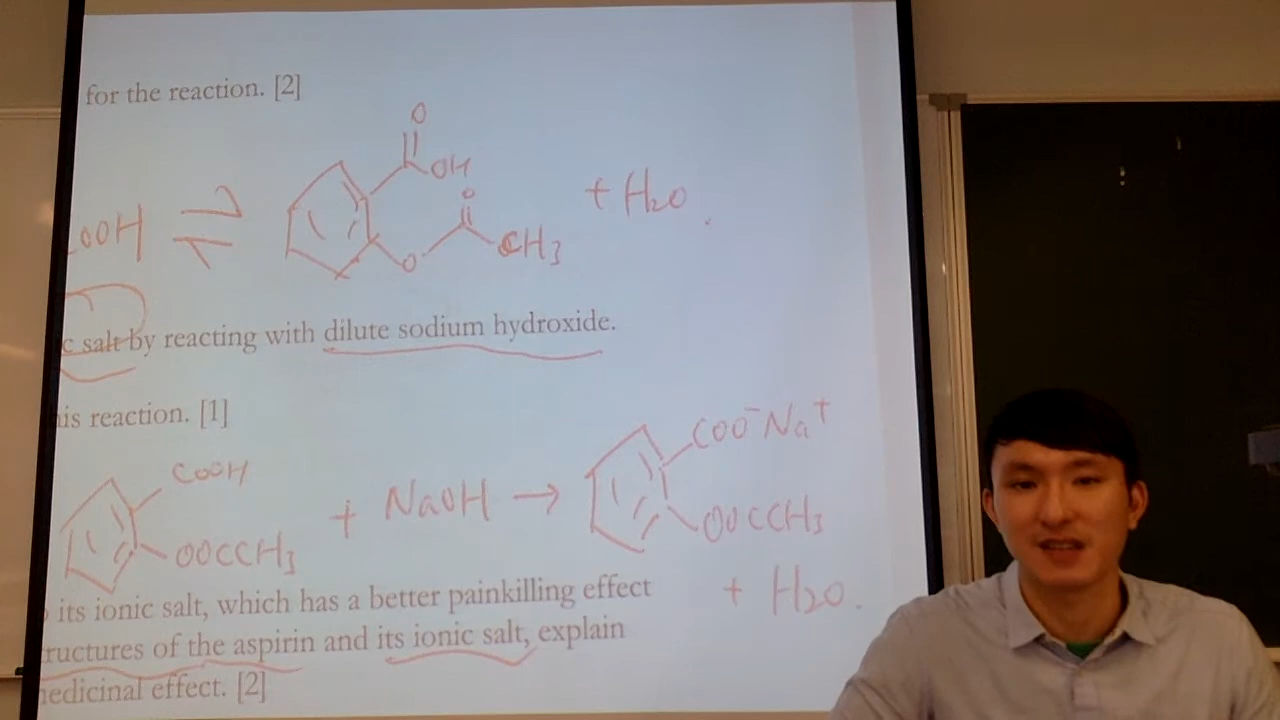 for the reaction. [2]
O
OH
O
COOH ⇌ O CH3 + H2O.
c salt by reacting with dilute sodium hydroxide.
is reaction. [1]
COOH + NaOH → COO⁻Na⁺
OOCCH3 OOCCH3
+ H2O.
its ionic salt, which has a better painkilling effect
ructures of the aspirin and its ionic salt, explain
edicinal effect. [2]